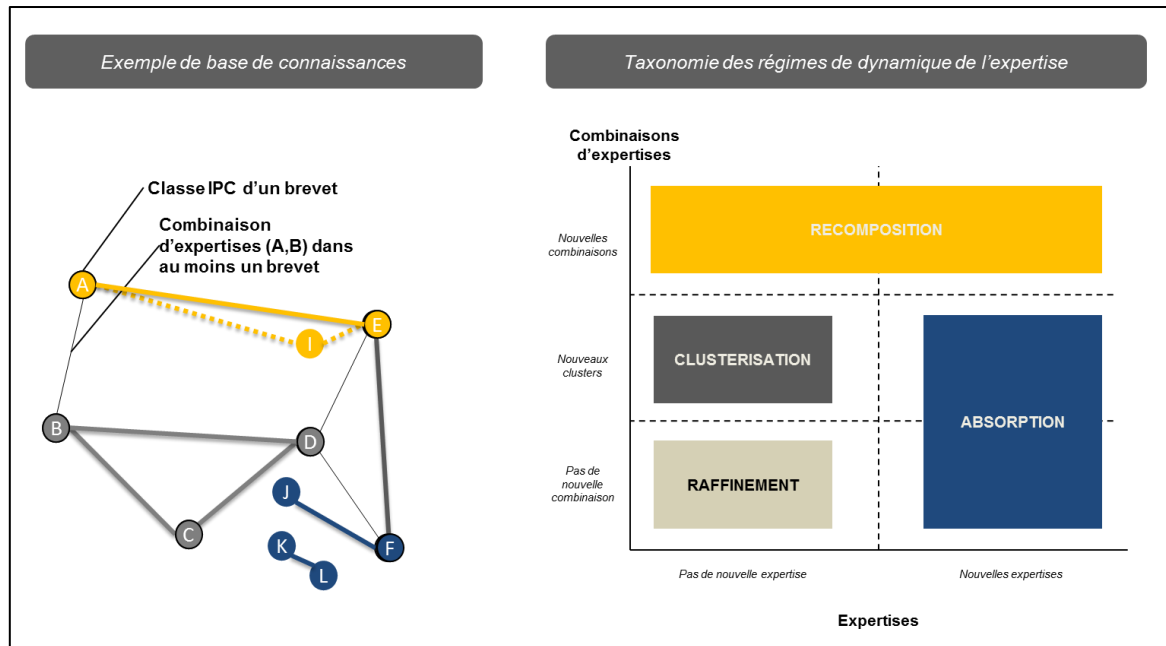 Exemple de base de connaissances
Classe IPC d'un brevet
Combinaison
d'expertises (A,B) dans
au moins un brevet
A
E
I
B
D
J
C
K
F
L
Taxonomie des régimes de dynamique de l'expertise
Combinaisons
d'expertises
Nouvelles
combinaisons
RECOMPOSITION
Nouveaux
clusters
CLUSTERISATION
ABSORPTION
Pas de
nouvelle
combinaison
RAFFINEMENT
Pas de nouvelle expertise
Nouvelles expertises
Expertises